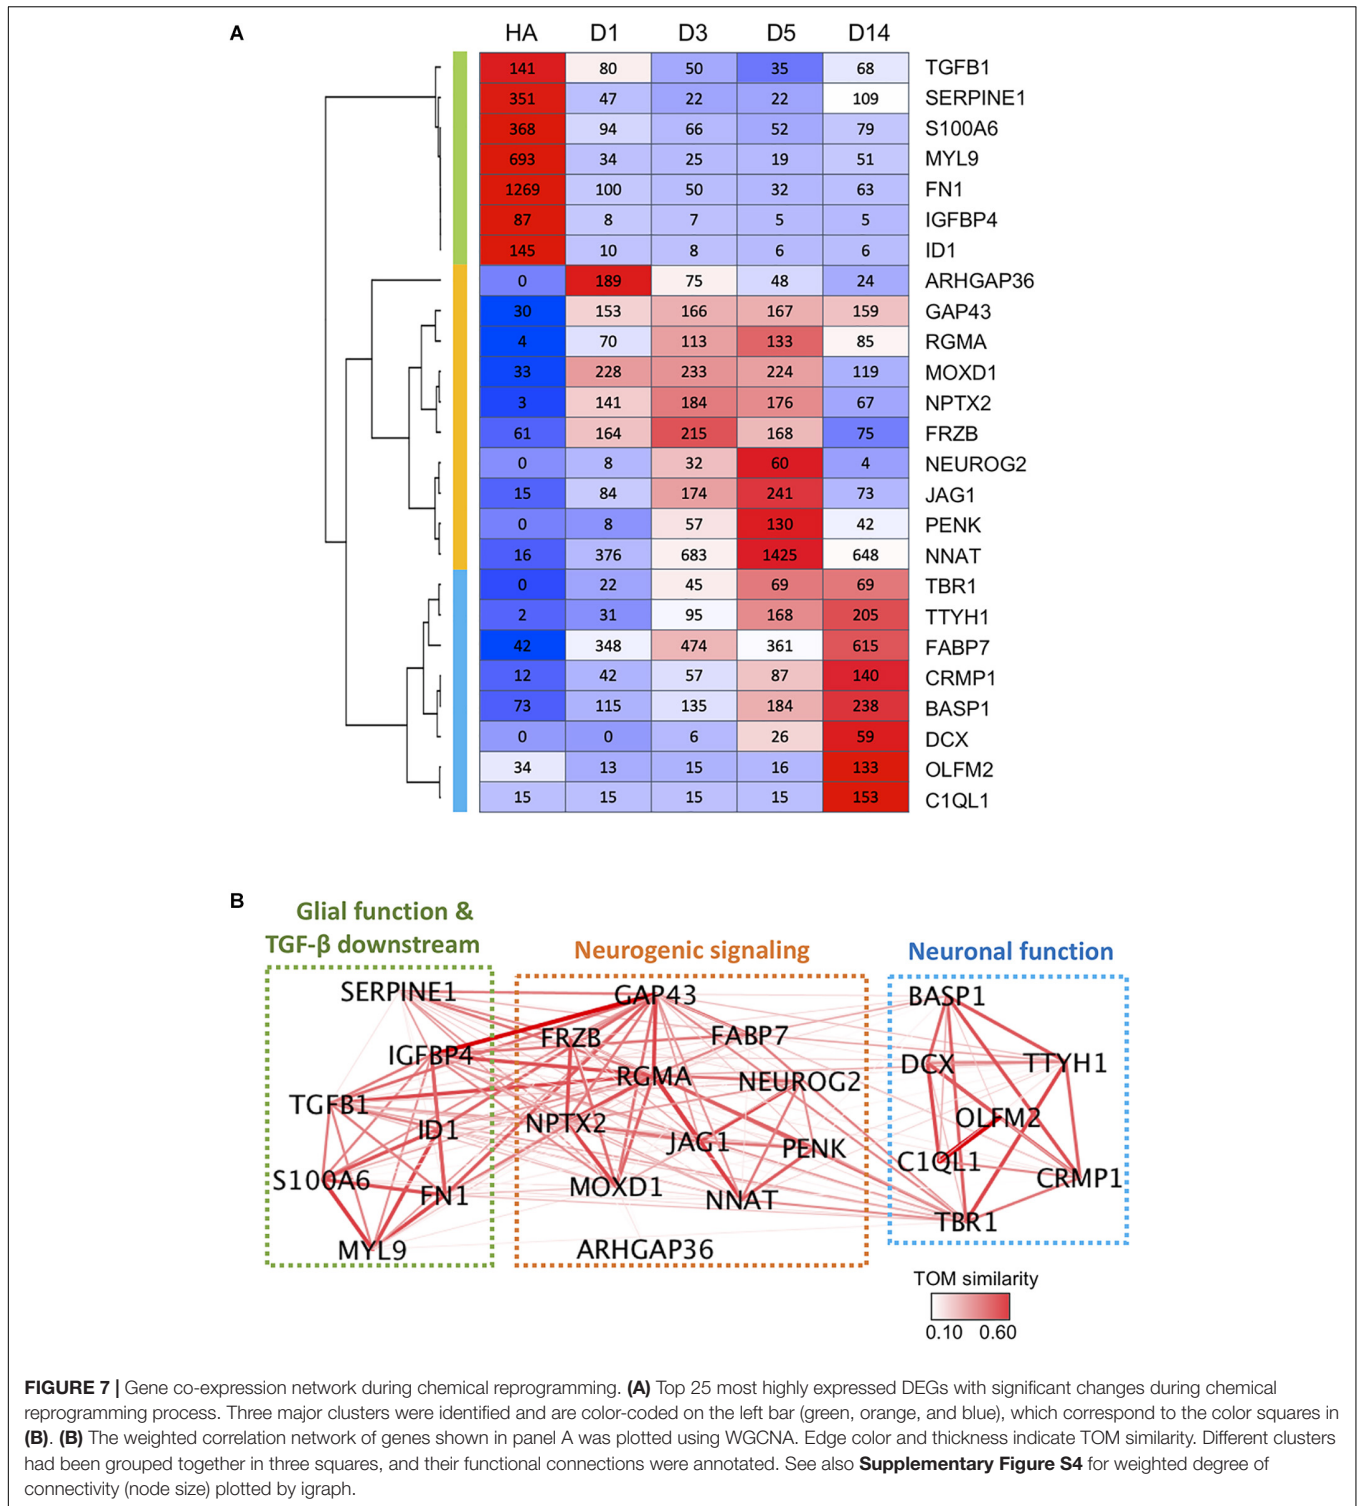 A
HA D1 D3 D5 D14
141 80 50 35 68 TGFB1
351 47 22 22 109 SERPINE1
368 94 66 52 79 S100A6
693 34 25 19 51 MYL9
1269 100 50 32 63 FN1
87 8 7 5 5 IGFBP4
145 10 8 6 6 ID1
0 189 75 48 24 ARHGAP36
30 153 166 167 159 GAP43
4 70 113 133 85 RGMA
33 228 233 224 119 MOXD1
3 141 184 176 67 NPTX2
61 164 215 168 75 FRZB
0 8 32 60 4 NEUROG2
15 84 174 241 73 JAG1
0 8 57 130 42 PENK
16 376 683 1425 648 NNAT
0 22 45 69 69 TBR1
2 31 95 168 205 TTYH1
42 348 474 361 615 FABP7
12 42 57 87 140 CRMP1
73 115 135 184 238 BASP1
0 0 6 26 59 DCX
34 13 15 16 133 OLFM2
15 15 15 15 153 C1QL1
B
Glial function &
TGF-β downstream
SERPINE1
IGFBP4
TGFB1
ID1
S100A6
FN1
MYL9
Neurogenic signaling
GAP43
FRZB
FABP7
RGMA
NEUROG2
NPTX2
JAG1
PENK
MOXD1
NNAT
ARHGAP36
Neuronal function
BASP1
DCX
TTYH1
OLFM2
C1QL1
CRMP1
TBR1
TOM similarity
0.10 0.60
FIGURE 7 | Gene co-expression network during chemical reprogramming. (A) Top 25 most highly expressed DEGs with significant changes during chemical
reprogramming process. Three major clusters were identified and are color-coded on the left bar (green, orange, and blue), which correspond to the color squares in
(B). (B) The weighted correlation network of genes shown in panel A was plotted using WGCNA. Edge color and thickness indicate TOM similarity. Different clusters
had been grouped together in three squares, and their functional connections were annotated. See also Supplementary Figure S4 for weighted degree of
connectivity (node size) plotted by igraph.